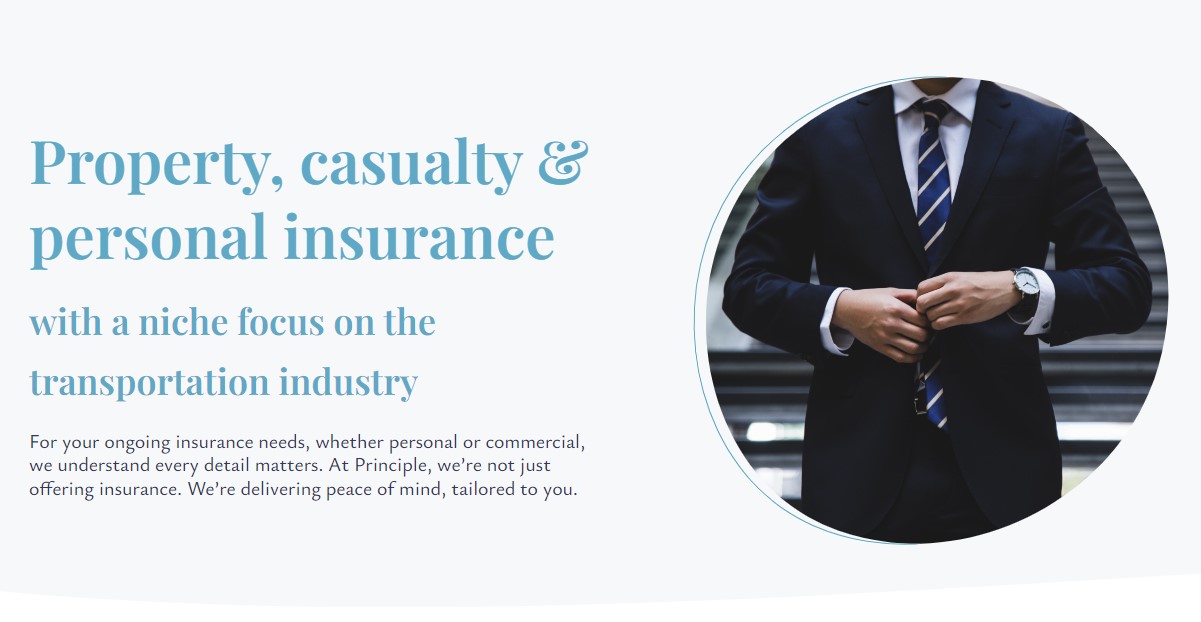 Property, casualty &
personal insurance
with a niche focus on the
transportation industry
For your ongoing insurance needs, whether personal or commercial,
we understand every detail matters. At Principle, we’re not just
offering insurance. We’re delivering peace of mind, tailored to you.